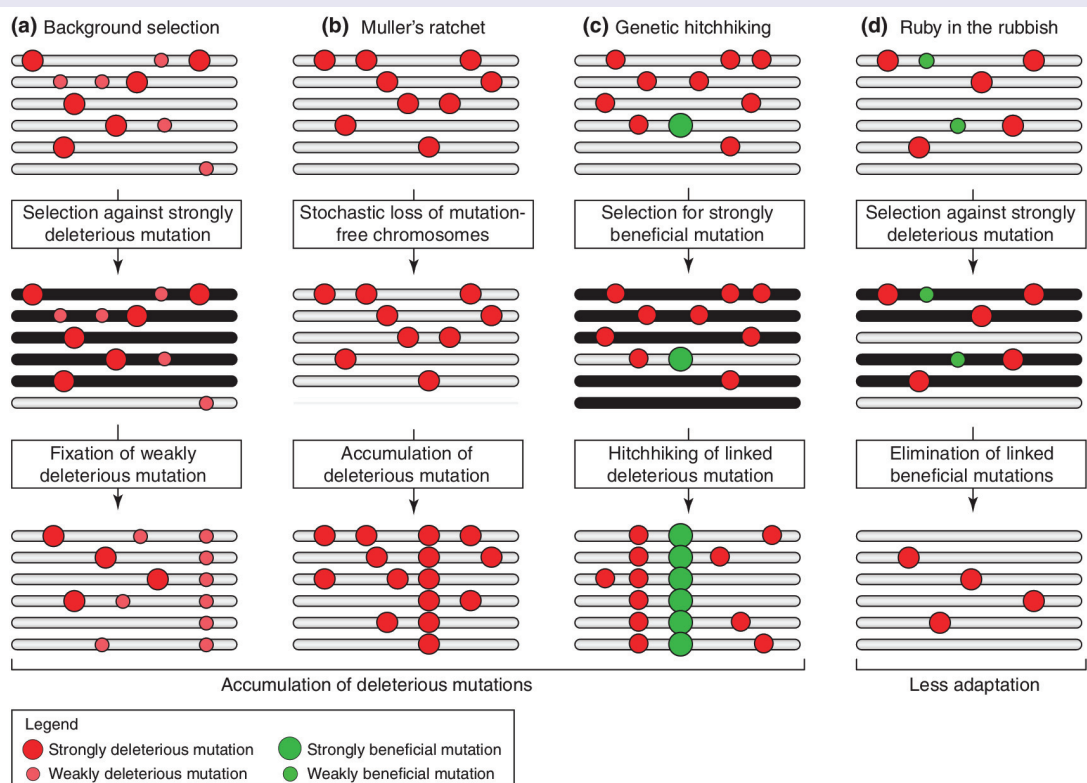 (a) Background selection
(b) Muller's ratchet
(c) Genetic hitchhiking
(d) Ruby in the rubbish
Selection against strongly
deleterious mutation
Stochastic loss of mutation-
free chromosomes
Selection for strongly
beneficial mutation
Selection against strongly
deleterious mutation
Fixation of weakly
deleterious mutation
Accumulation of
deleterious mutation
Hitchhiking of linked
deleterious mutation
Elimination of linked
beneficial mutations
Accumulation of deleterious mutations
Less adaptation
Legend
Strongly deleterious mutation
Strongly beneficial mutation
Weakly deleterious mutation
Weakly beneficial mutation